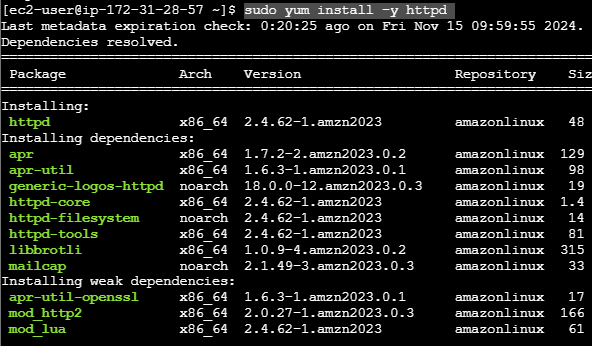 [ec2-user@ip-172-31-28-57 ~]$ sudo yum install -y httpd
Last metadata expiration check: 0:20:25 ago on Fri Nov 15 09:59:55 2024.
Dependencies resolved.
================================================================================
Package Arch Version Repository Siz
================================================================================
Installing:
httpd x86_64 2.4.62-1.amzn2023 amazonlinux 48
Installing dependencies:
apr x86_64 1.7.2-2.amzn2023.0.2 amazonlinux 129
apr-util x86_64 1.6.3-1.amzn2023.0.1 amazonlinux 98
generic-logos-httpd noarch 18.0.0-12.amzn2023.0.3 amazonlinux 19
httpd-core x86_64 2.4.62-1.amzn2023 amazonlinux 1.4
httpd-filesystem noarch 2.4.62-1.amzn2023 amazonlinux 14
httpd-tools x86_64 2.4.62-1.amzn2023 amazonlinux 81
libbrotli x86_64 1.0.9-4.amzn2023.0.2 amazonlinux 315
mailcap noarch 2.1.49-3.amzn2023.0.3 amazonlinux 33
Installing weak dependencies:
apr-util-openssl x86_64 1.6.3-1.amzn2023.0.1 amazonlinux 17
mod_http2 x86_64 2.0.27-1.amzn2023.0.3 amazonlinux 166
mod_lua x86_64 2.4.62-1.amzn2023 amazonlinux 61